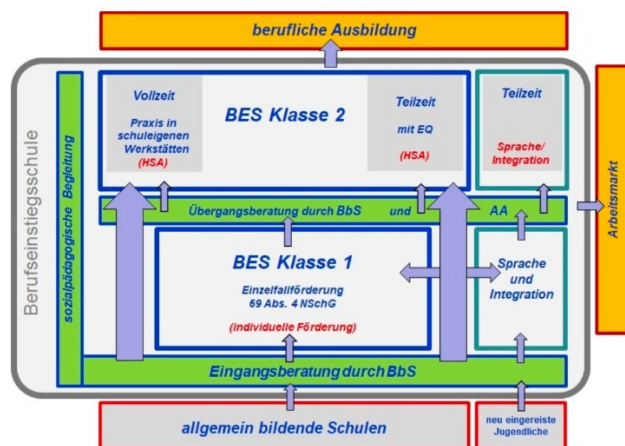 berufliche Ausbildung
Berufseinstiegsschule
sozialpädagogische Begleitung
Vollzeit
Praxis in
schuleigenen
Werkstätten
(HSA)
BES Klasse 2
Teilzeit
mit EQ
(HSA)
Teilzeit
Sprache/
Integration
Arbeitsmarkt
Übergangsberatung durch BbS und AA
BES Klasse 1
Einzelfallförderung
69 Abs. 4 NSchG
(individuelle Förderung)
Sprache
und
Integration
Eingangsberatung durch BbS
allgemein bildende Schulen
neu eingereiste
Jugendliche